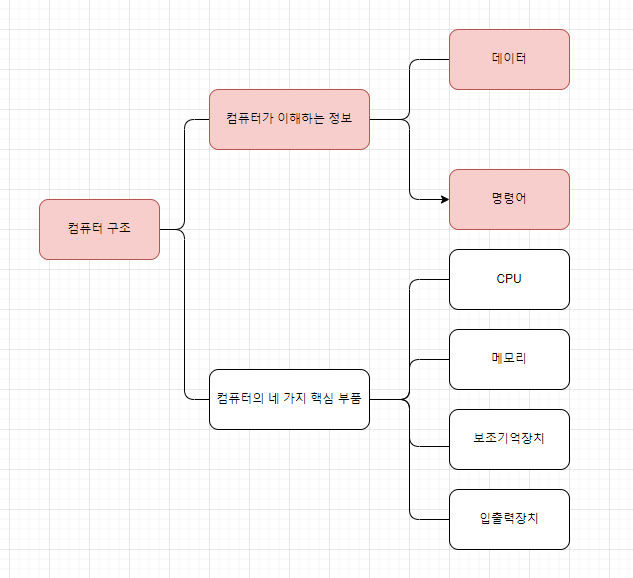 데이터
컴퓨터가 이해하는 정보
명령어
컴퓨터 구조
CPU
메모리
컴퓨터의 네 가지 핵심 부품
보조기억장치
입출력장치